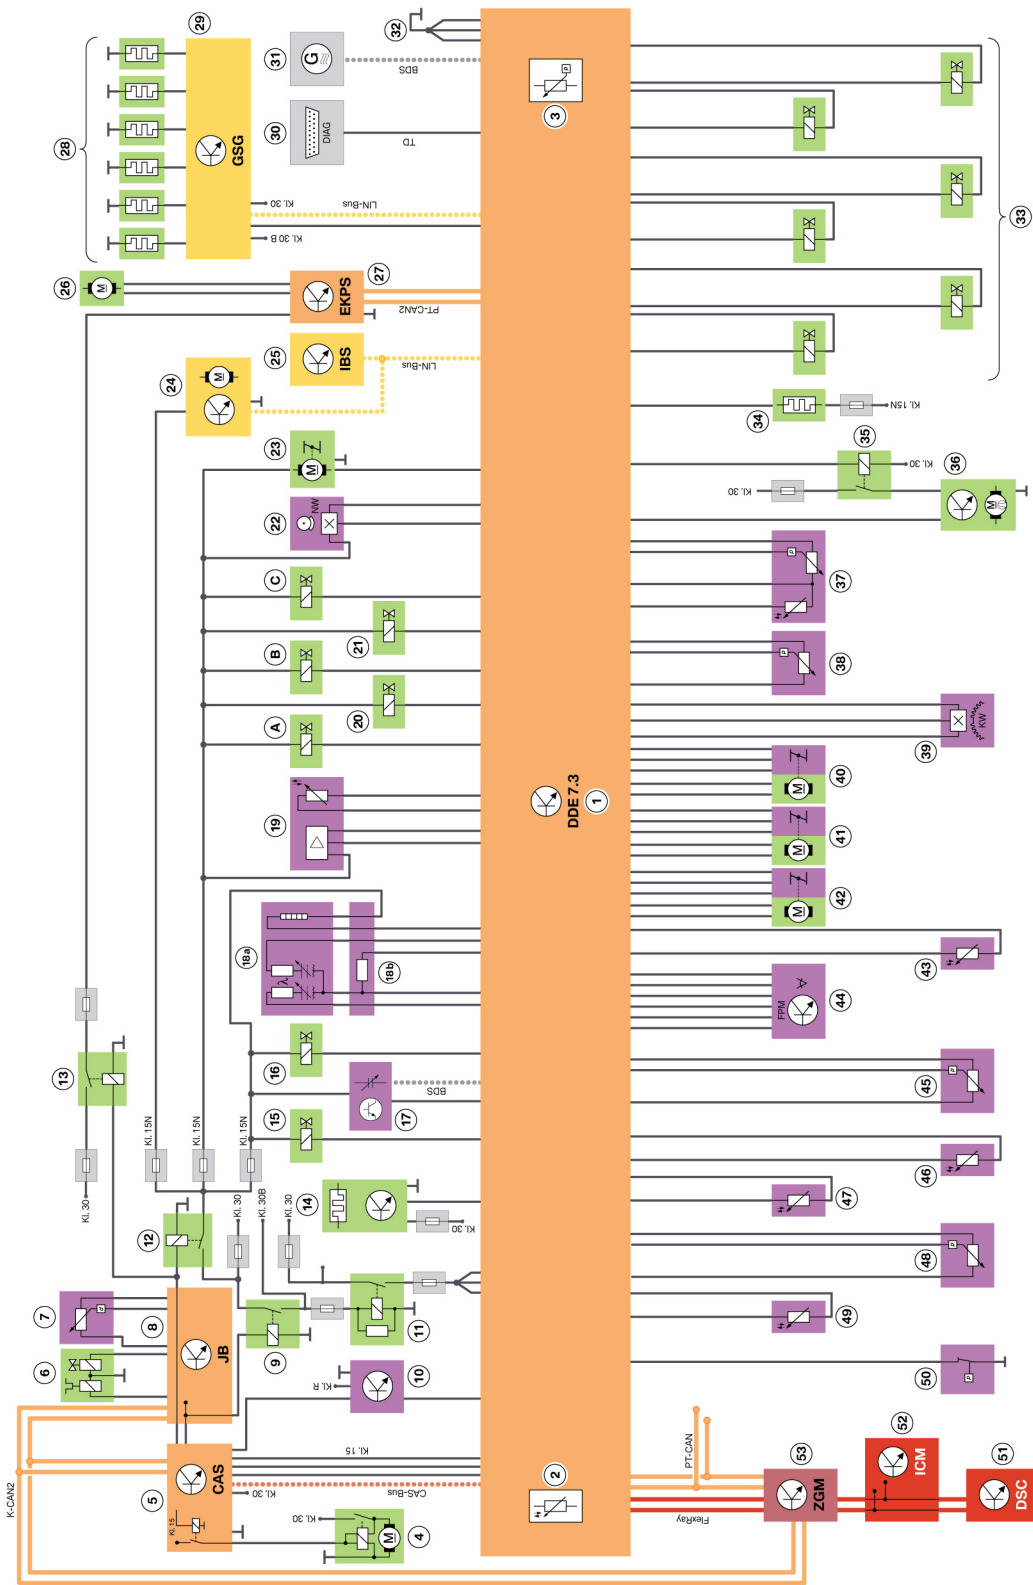 28
29
GSG
Kl. 30 B
Kl. 30
LIN-Bus
31
G
BDS
30
DIAG
TD
32
3
P
26
M
27
EKPS
PT-CAN2
25
IBS
LIN-Bus
24
M
23
M
22
NW
C
21
B
20
A
19
18a
λ
18b
16
17
BDS
15
14
Kl. 30
13
Kl. 30
Kl. 15N
Kl. 15N
Kl. 15N
12
Kl. 30
Kl. 30B
Kl. 30
11
9
10
Kl. R
7
P
8
JB
6
K-CAN2
5
CAS
Kl. 15
Kl. 15
Kl. 30
CAS-Bus
Kl. 30
4
M
DDE 7.3
1
2
33
34
Kl. 15N
35
Kl. 30
Kl. 30
36
M
37
P
38
P
39
KW
40
M
41
M
42
M
43
44
FPM
45
P
46
47
48
P
49
50
P
PT-CAN
FlexRay
53
ZGM
52
ICM
51
DSC